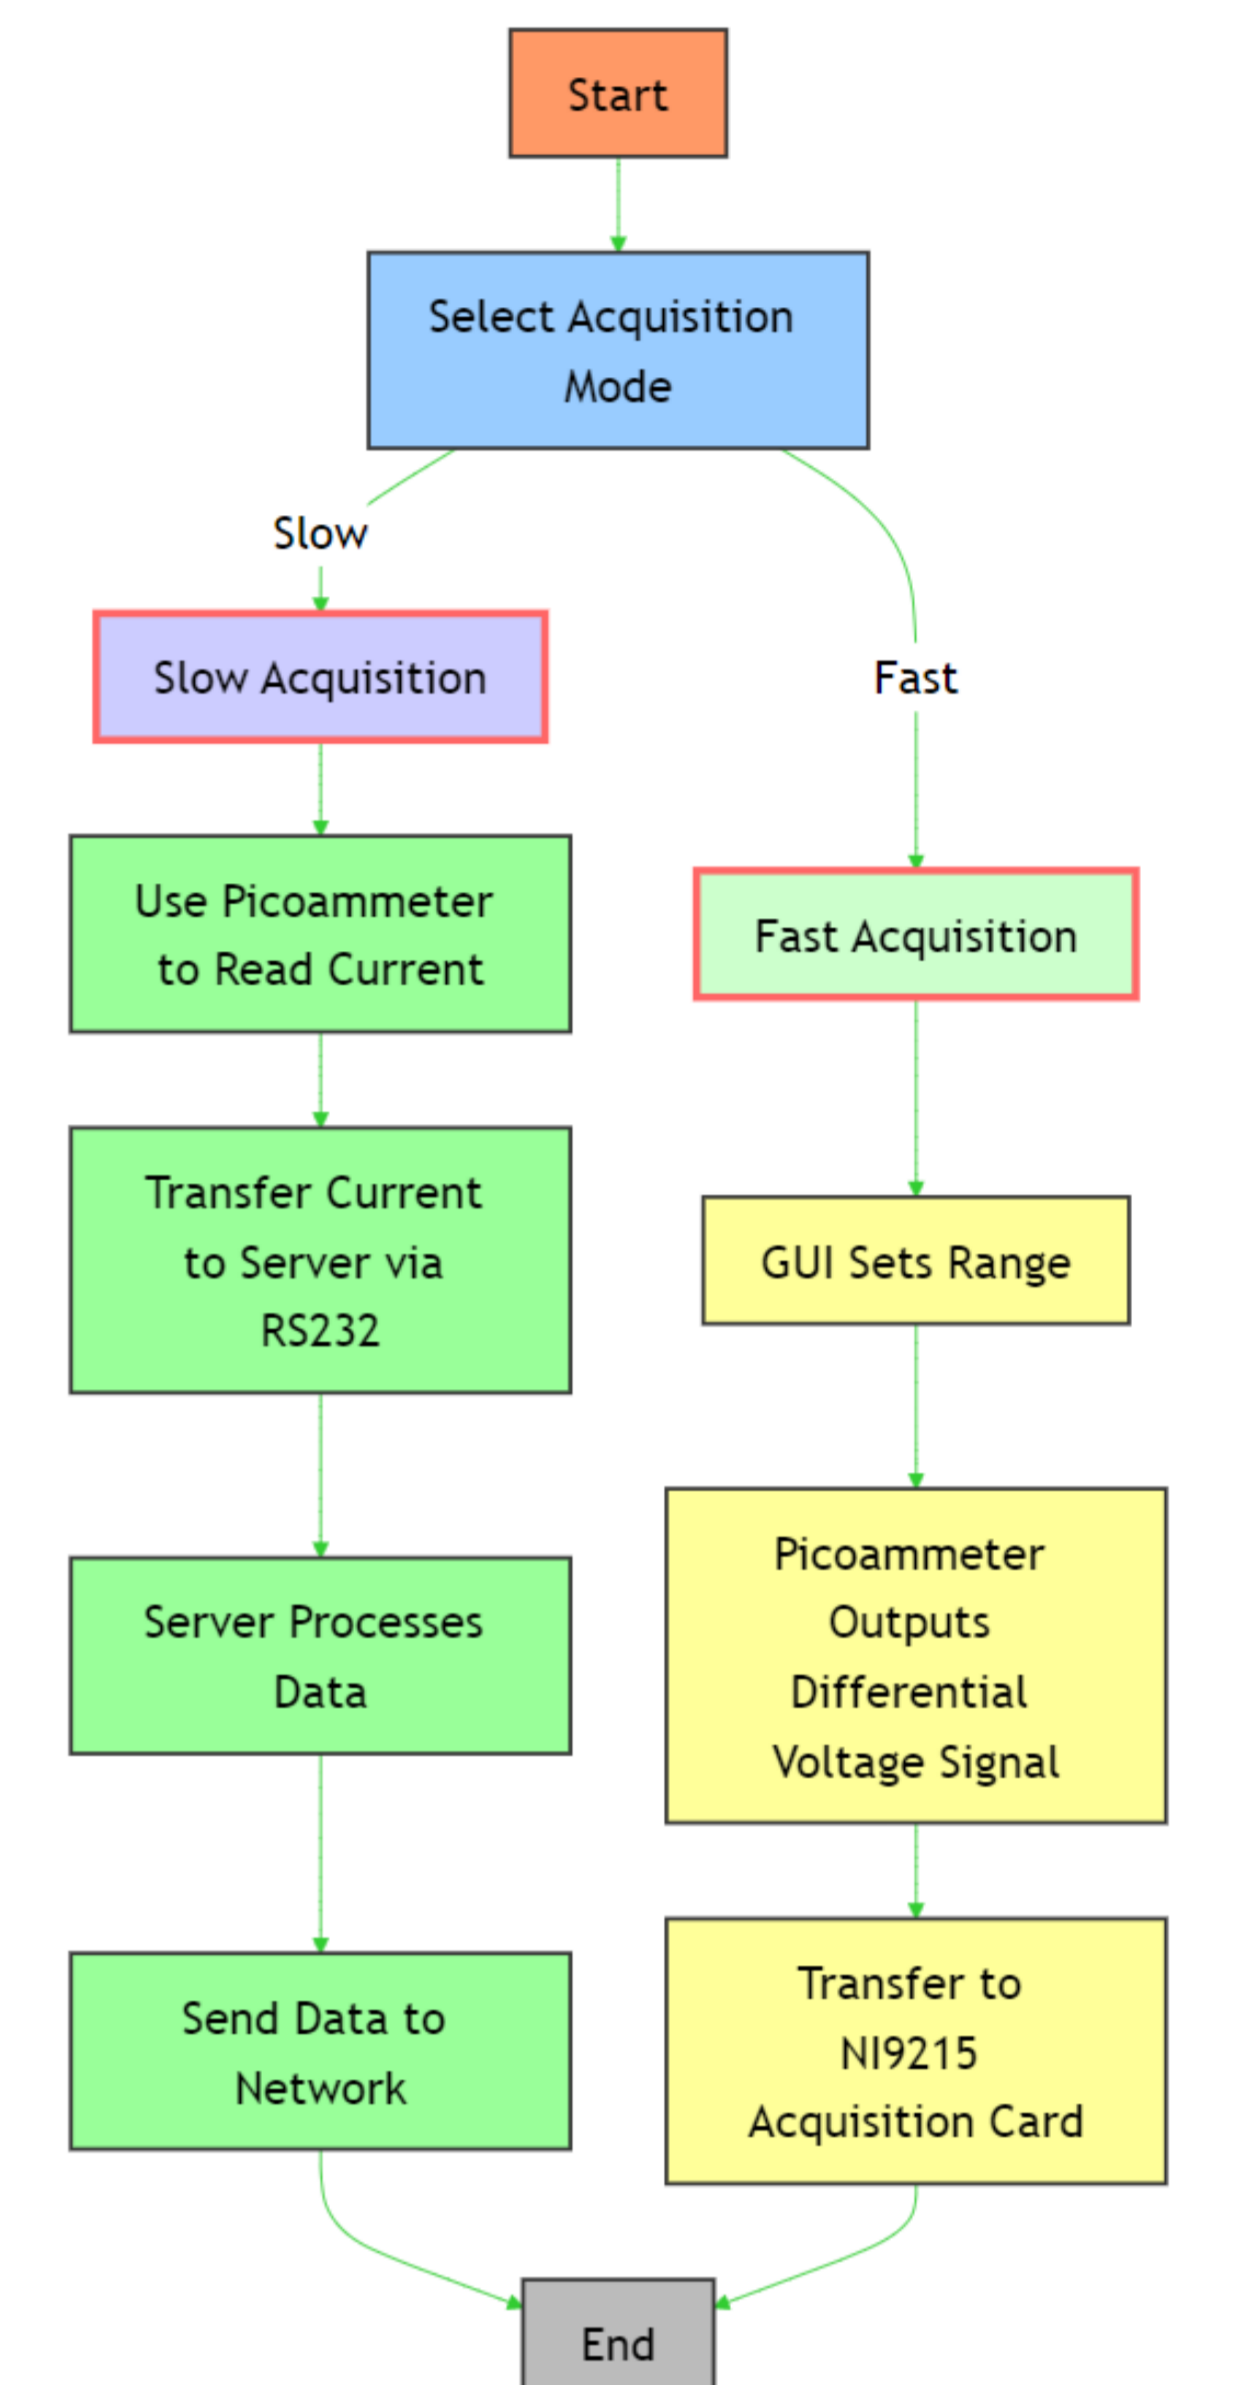 Start
Select Acquisition
Mode
Slow
Slow Acquisition
Use Picoammeter
to Read Current
Transfer Current
to Server via
RS232
Server Processes
Data
Send Data to
Network
Fast
Fast Acquisition
GUI Sets Range
Picoammeter
Outputs
Differential
Voltage Signal
Transfer to
NI9215
Acquisition Card
End